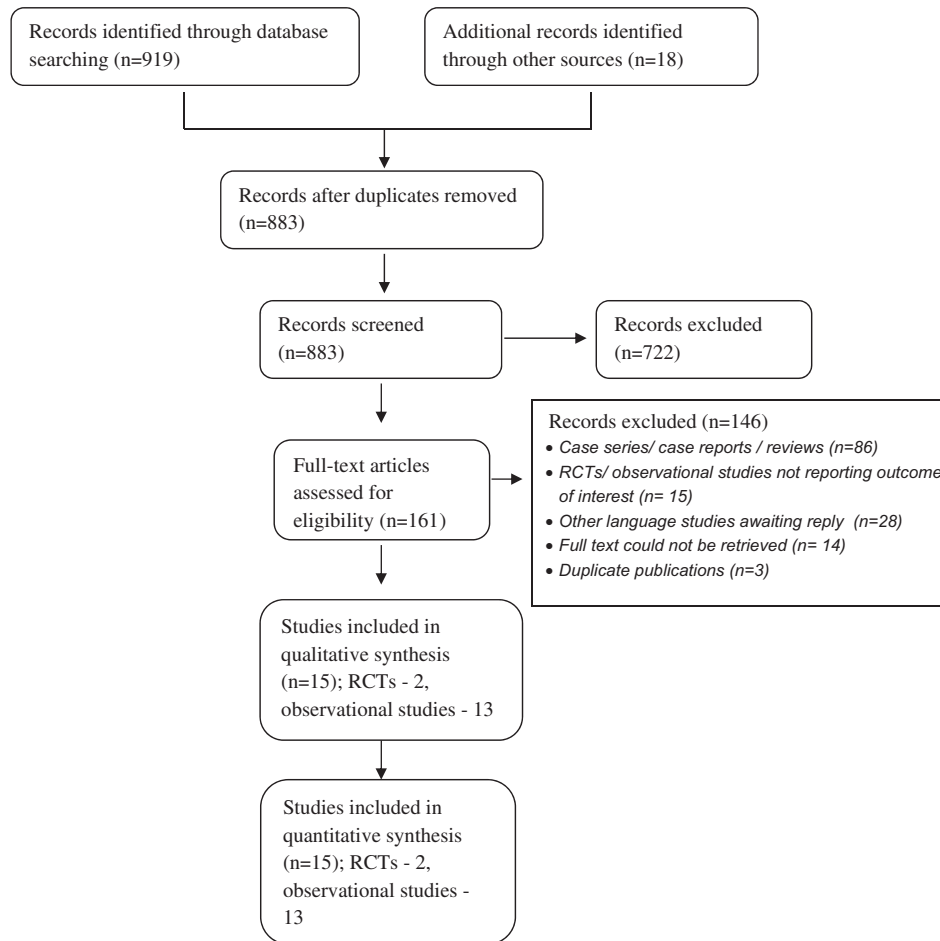 Records identified through database
searching (n=919)
Additional records identified
through other sources (n=18)
Records after duplicates removed
(n=883)
Records screened
(n=883)
Records excluded
(n=722)
Full-text articles
assessed for
eligibility (n=161)
Records excluded (n=146)
• Case series/ case reports / reviews (n=86)
• RCTs/ observational studies not reporting outcome
of interest (n= 15)
• Other language studies awaiting reply (n=28)
• Full text could not be retrieved (n= 14)
• Duplicate publications (n=3)
Studies included in
qualitative synthesis
(n=15); RCTs - 2,
observational studies - 13
Studies included in
quantitative synthesis
(n=15); RCTs - 2,
observational studies -
13